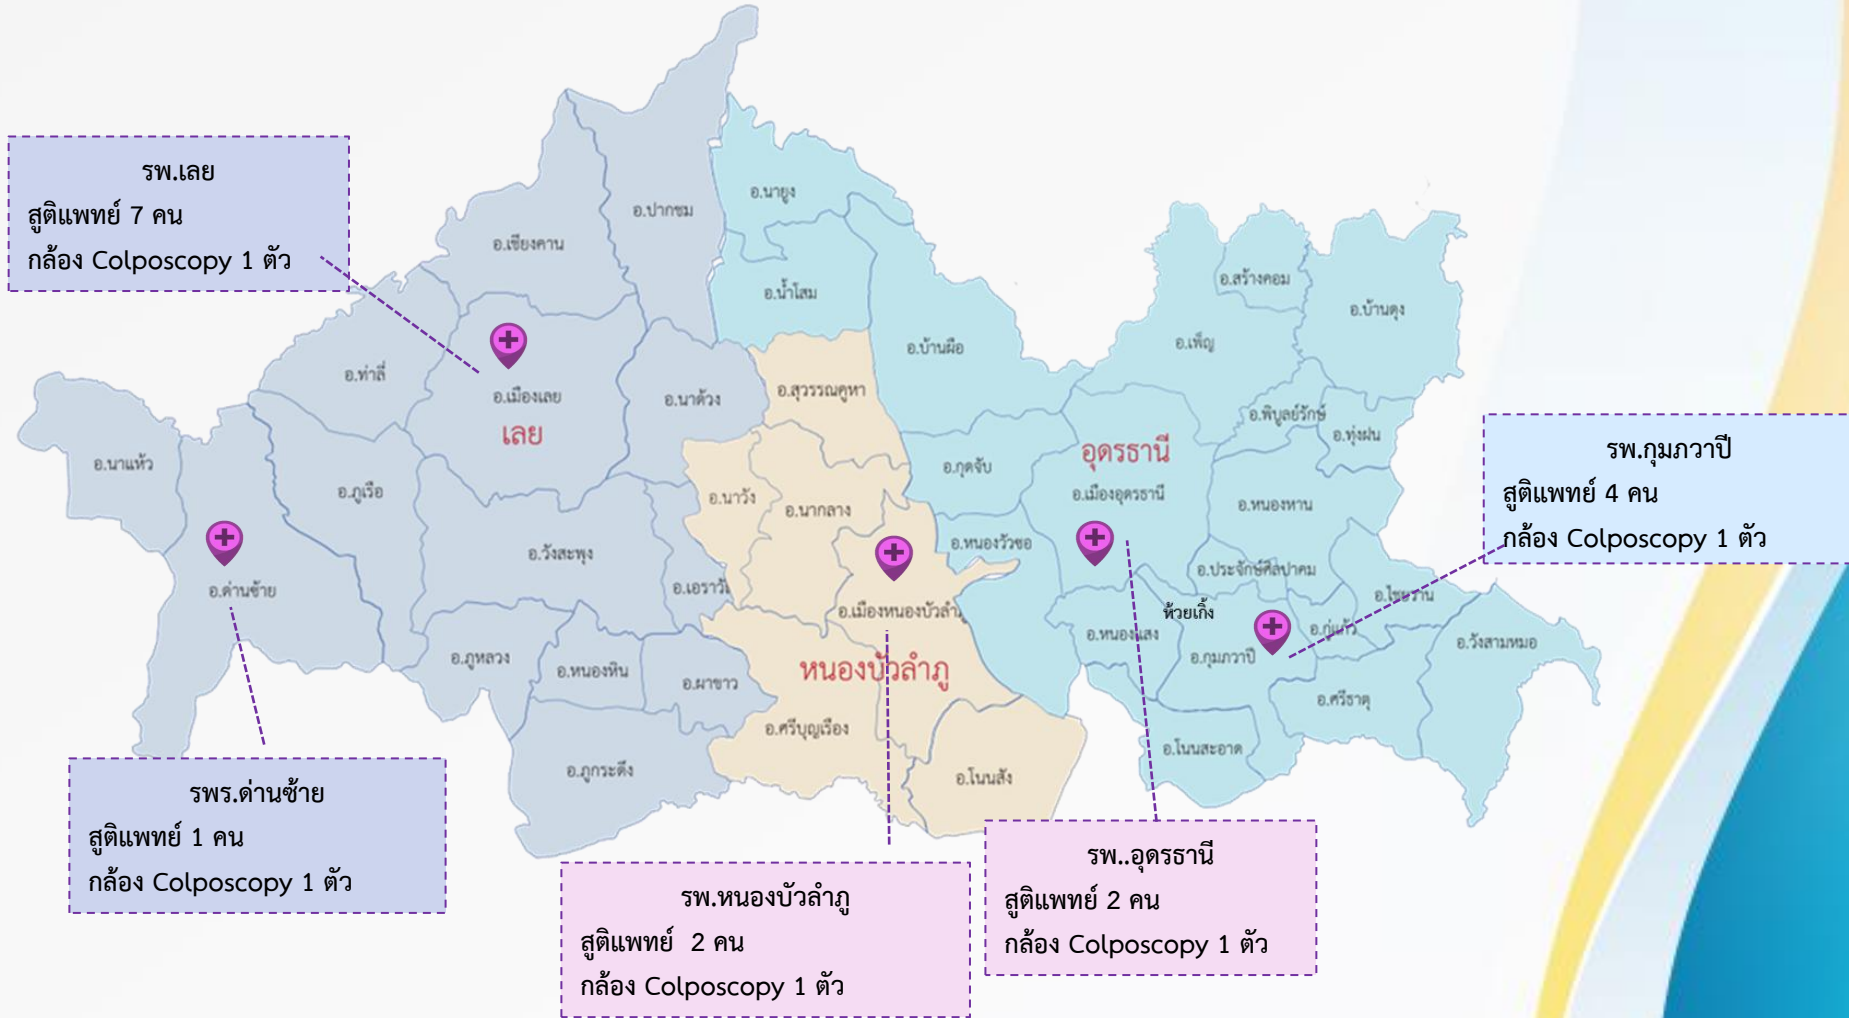 รพ.เลย
สูติแพทย์ 7 คน
กล้อง Colposcopy 1 ตัว
อ.นายูง
อ.ปากชม
อ.เชียงคาน
อ.น้ำโสม
อ.สร้างคอม
อ.บ้านดุง
อ.บ้านผือ
อ.เพ็ญ
อ.ท่าลี่
อ.เมืองเลย
เลย
อ.นาด้วง
อ.สุวรรณคูหา
อ.พิบูลย์รักษ์
อ.ทุ่งฝน
อ.นาแห้ว
อ.ภูเรือ
อ.นาวัง
อ.นากลาง
อ.กุดจับ
อุดรธานี
อ.เมืองอุดรธานี
อ.หนองหาน
รพ.กุมภวาปี
สูติแพทย์ 4 คน
กล้อง Colposcopy 1 ตัว
อ.วังสะพุง
อ.หนองวัวซอ
อ.ประจักษ์ศิลปาคม
อ.ด่านซ้าย
อ.เอราวั
อ.เมืองหนองบัวลำภู
ห้วยเกิ้ง
อ.ไชยวาน
อ.หนองแสง
อ.กู่แก้ว
อ.วังสามหมอ
อ.ภูหลวง
อ.หนองหิน
อ.ผาขาว
หนองบัวลำภู
อ.กุมภวาปี
อ.ศรีธาตุ
อ.ศรีบุญเรือง
อ.โนนสะอาด
อ.ภูกระดึง
อ.โนนสัง
รพร.ด่านซ้าย
สูติแพทย์ 1 คน
กล้อง Colposcopy 1 ตัว
รพ.หนองบัวลำภู
สูติแพทย์  2 คน
กล้อง Colposcopy 1 ตัว
รพ..อุดรธานี
สูติแพทย์ 2 คน
กล้อง Colposcopy 1 ตัว